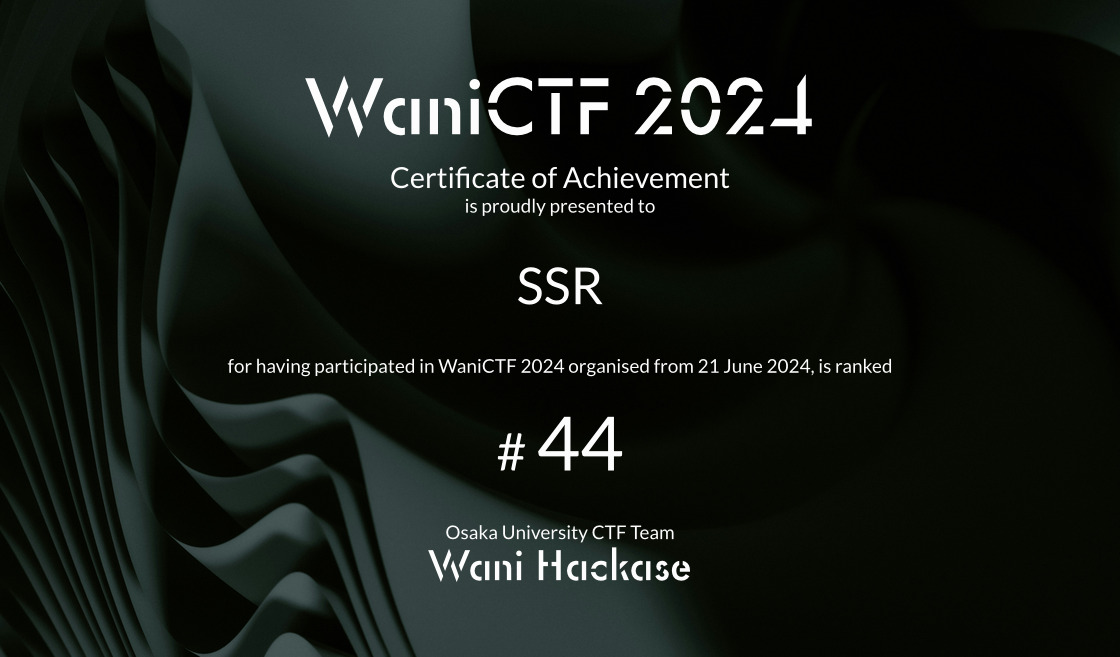 WaniCTF 2024
Certificate of Achievement
is proudly presented to
SSR
for having participated in WaniCTF 2024 organised from 21 June 2024, is ranked
# 44
Osaka University CTF Team
Wani Hackase